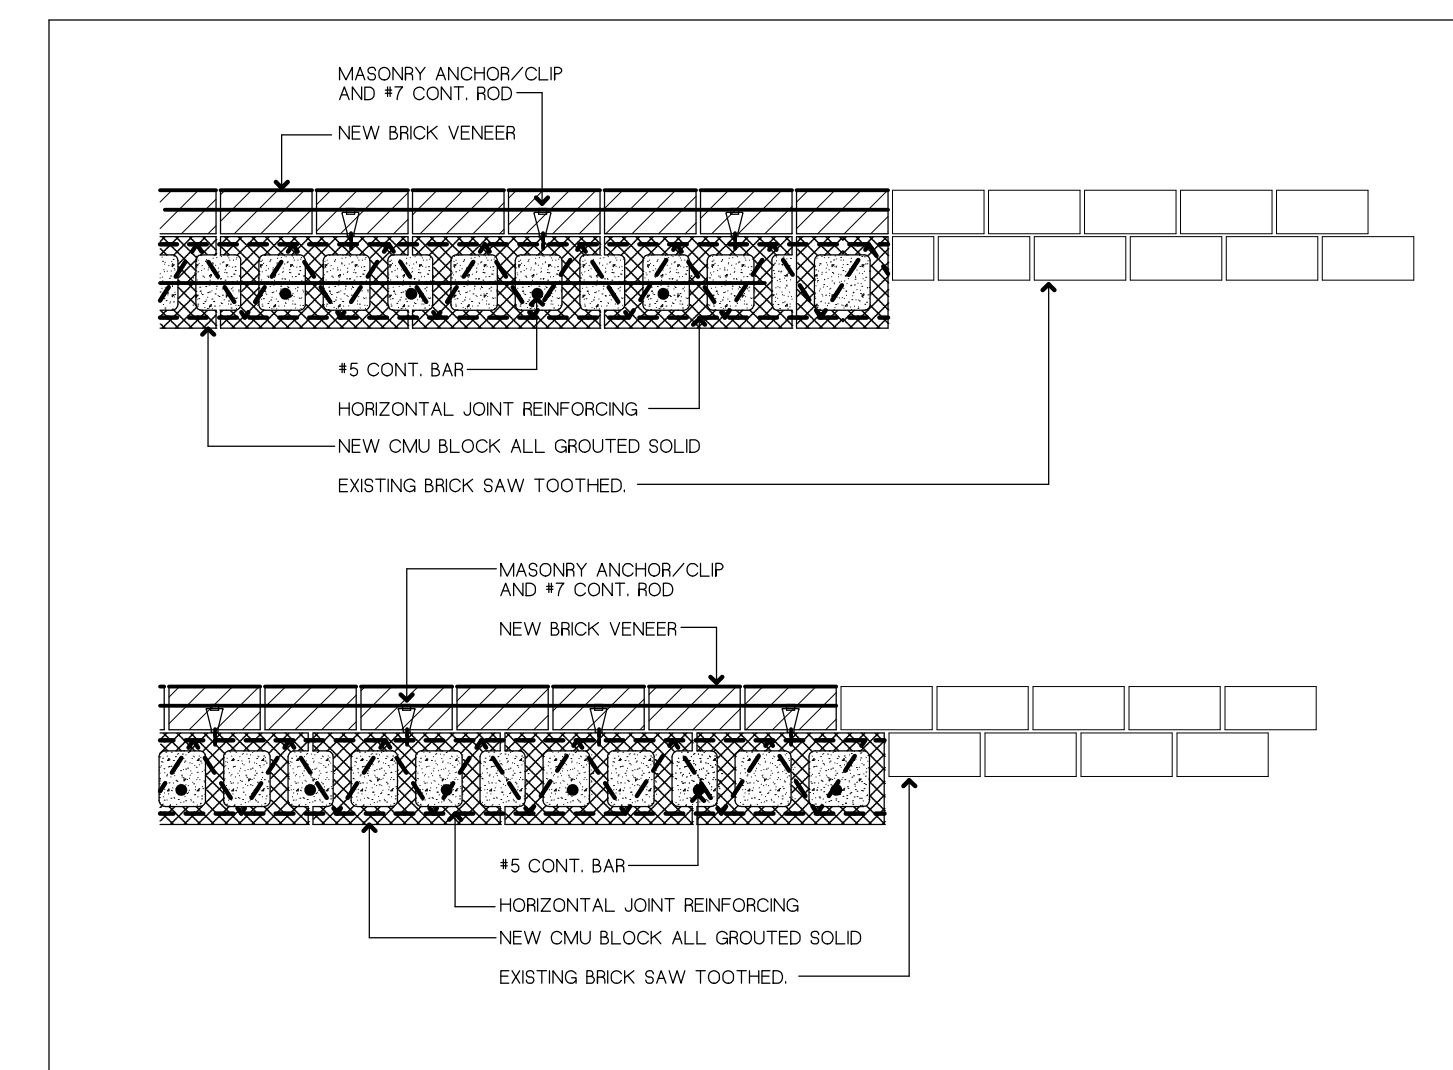 MASONRY ANCHOR/CLIP
AND #7 CONT. ROD
NEW BRICK VENEER
#5 CONT. BAR
HORIZONTAL JOINT REINFORCING
NEW CMU BLOCK ALL GROUTED SOLID
EXISTING BRICK SAW TOOTHED.
MASONRY ANCHOR/CLIP
AND #7 CONT. ROD
NEW BRICK VENEER
#5 CONT. BAR
HORIZONTAL JOINT REINFORCING
NEW CMU BLOCK ALL GROUTED SOLID
EXISTING BRICK SAW TOOTHED.